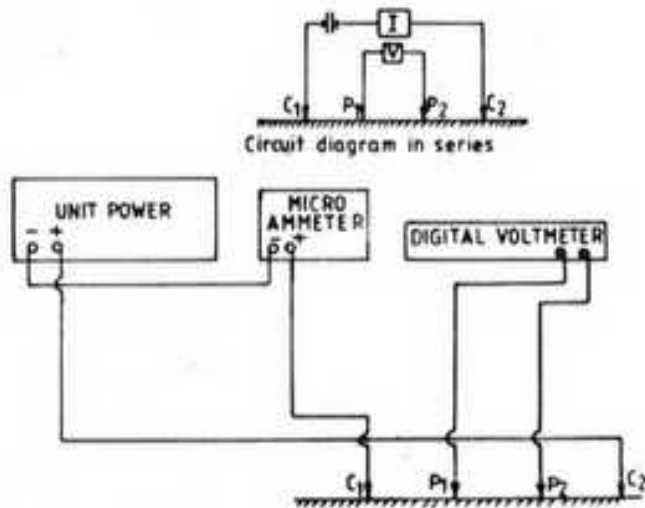 I
V
C1 P1 P2 C2
Circuit diagram in series
UNIT POWER
- +
MICRO
AMMETER
- +
DIGITAL VOLTMETER
C1 P1 P2 C2